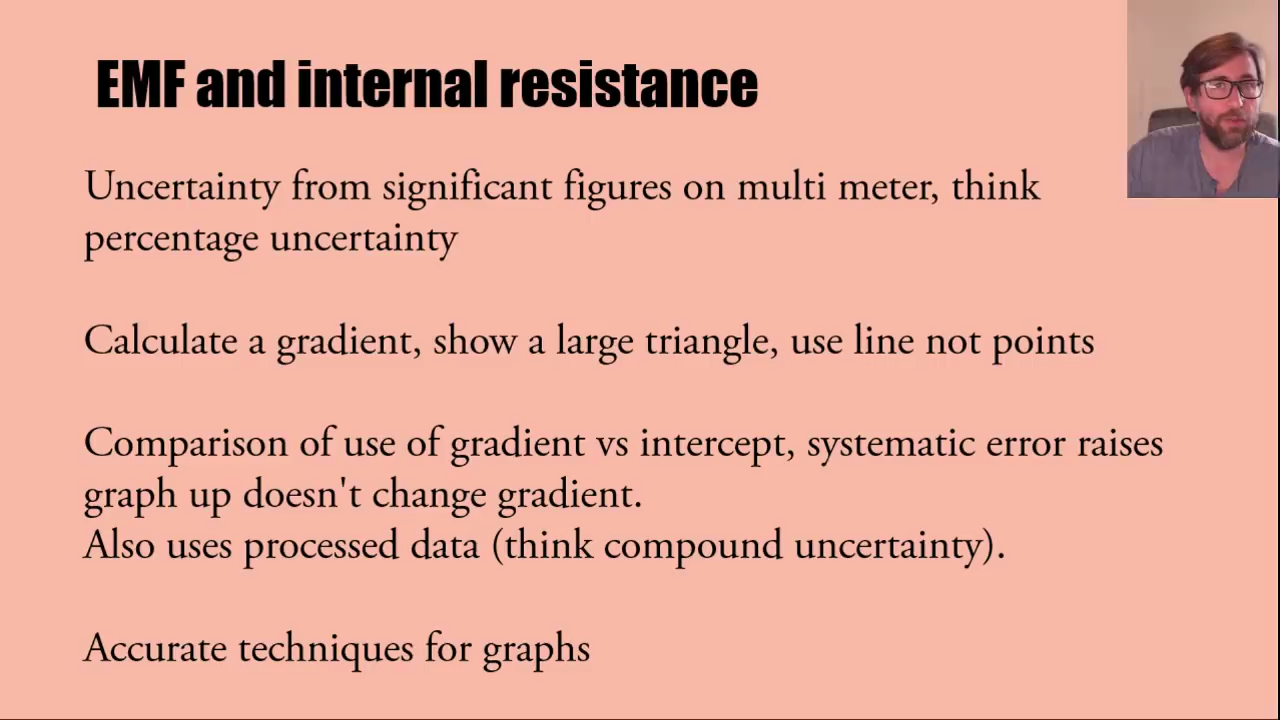 EMF and internal resistance
Uncertainty from significant figures on multi meter, think
percentage uncertainty
Calculate a gradient, show a large triangle, use line not points
Comparison of use of gradient vs intercept, systematic error raises
graph up doesn't change gradient.
Also uses processed data (think compound uncertainty).
Accurate techniques for graphs